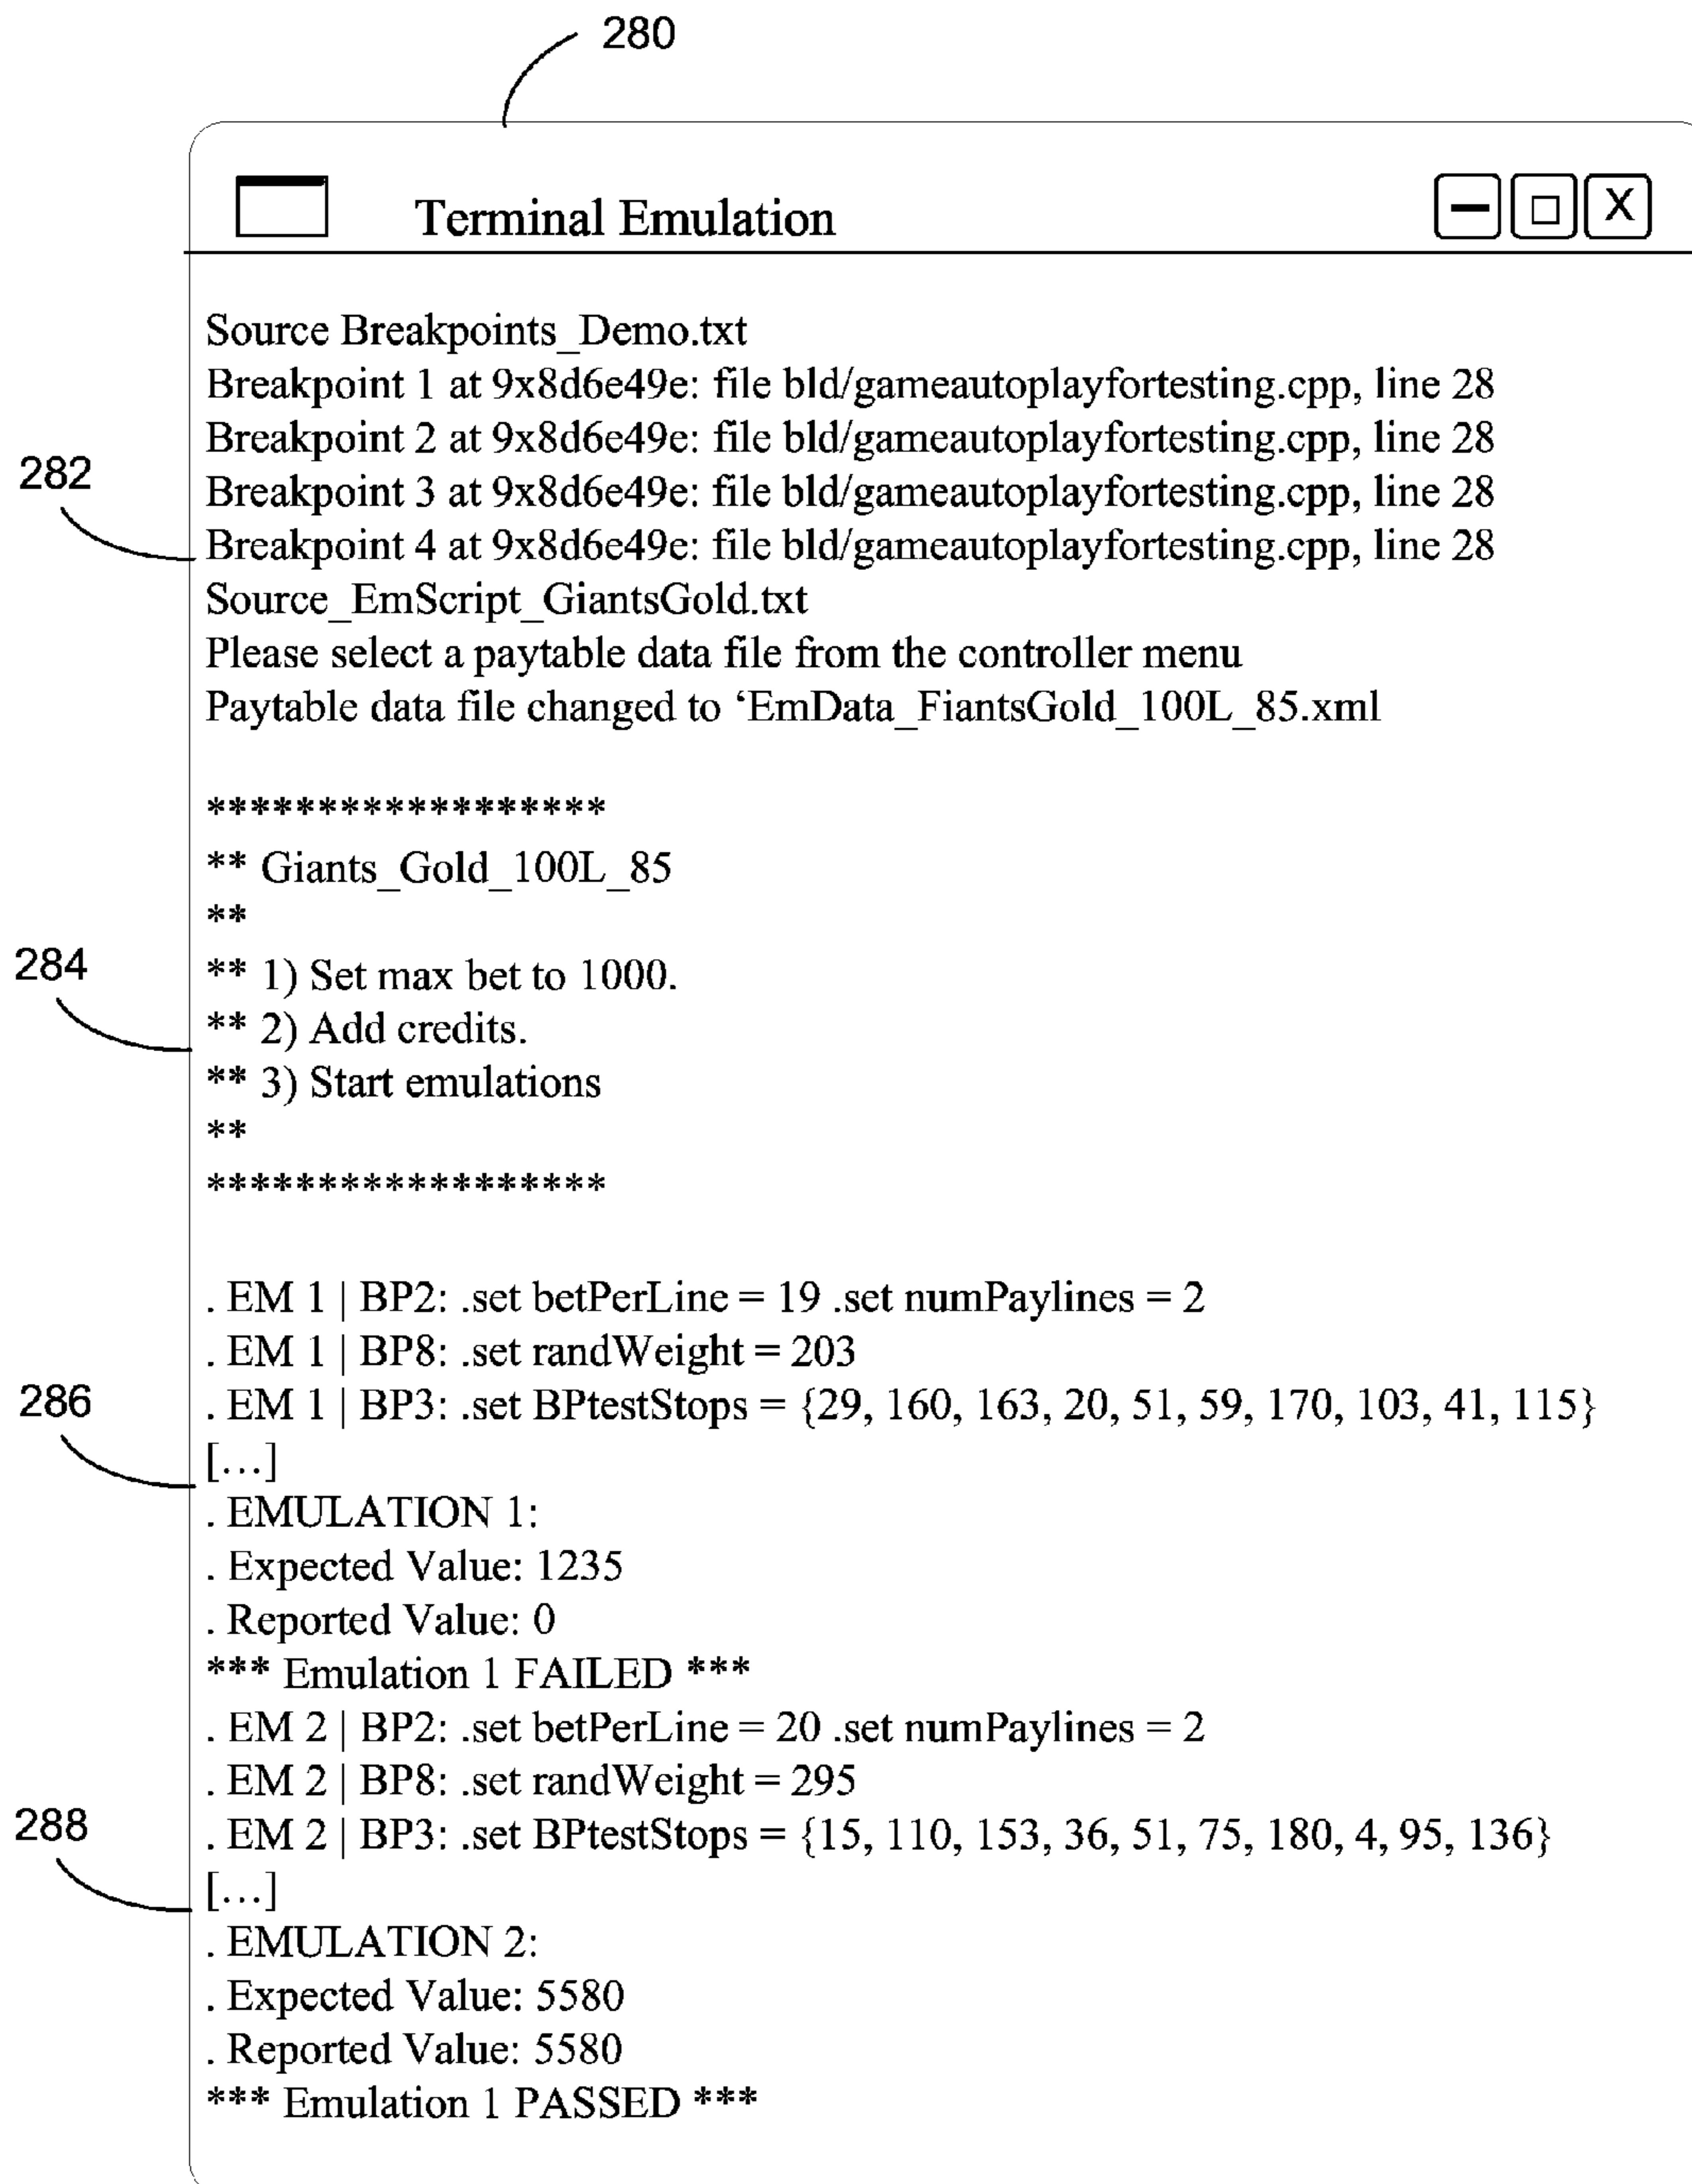 280
Terminal Emulation
X
Source Breakpoints_Demo.txt
Breakpoint 1 at 9x8d6e49e: file bld/gameautoplayfortesting.cpp, line 28
Breakpoint 2 at 9x8d6e49e: file bld/gameautoplayfortesting.cpp, line 28
282
Breakpoint 3 at 9x8d6e49e: file bld/gameautoplayfortesting.cpp, line 28
Breakpoint 4 at 9x8d6e49e: file bld/gameautoplayfortesting.cpp, line 28
Source_EmScript_GiantsGold.txt
Please select a paytable data file from the controller menu
Paytable data file changed to ‘EmData_FiantsGold_100L_85.xml
******************
** Giants_Gold_100L_85
**
284
** 1) Set max bet to 1000.
** 2) Add credits.
** 3) Start emulations
**
******************
. EM 1 | BP2: .set betPerLine = 19 .set numPaylines = 2
. EM 1 | BP8: .set randWeight = 203
286
. EM 1 | BP3: .set BPtestStops = {29, 160, 163, 20, 51, 59, 170, 103, 41, 115}
[…]
. EMULATION 1:
. Expected Value: 1235
. Reported Value: 0
*** Emulation 1 FAILED ***
. EM 2 | BP2: .set betPerLine = 20 .set numPaylines = 2
. EM 2 | BP8: .set randWeight = 295
288
. EM 2 | BP3: .set BPtestStops = {15, 110, 153, 36, 51, 75, 180, 4, 95, 136}
[…]
. EMULATION 2:
. Expected Value: 5580
. Reported Value: 5580
*** Emulation 1 PASSED ***